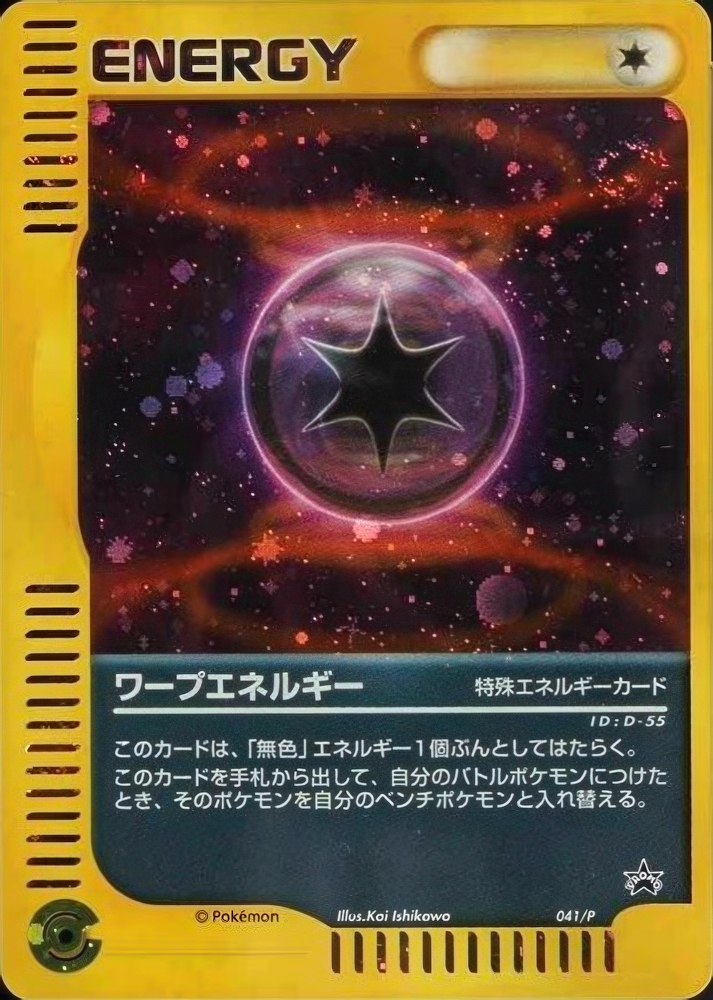 ENERGY
ワープエネルギー
特殊エネルギーカード
ID:D-55
このカードは、「無色」エネルギー1個ぶんとしてはたらく。
このカードを手札から出して、自分のバトルポケモンにつけた
とき、そのポケモンを自分のベンチポケモンと入れ替える。
PROMO
© Pokémon
Illus.Kai Ishikawa
041/P